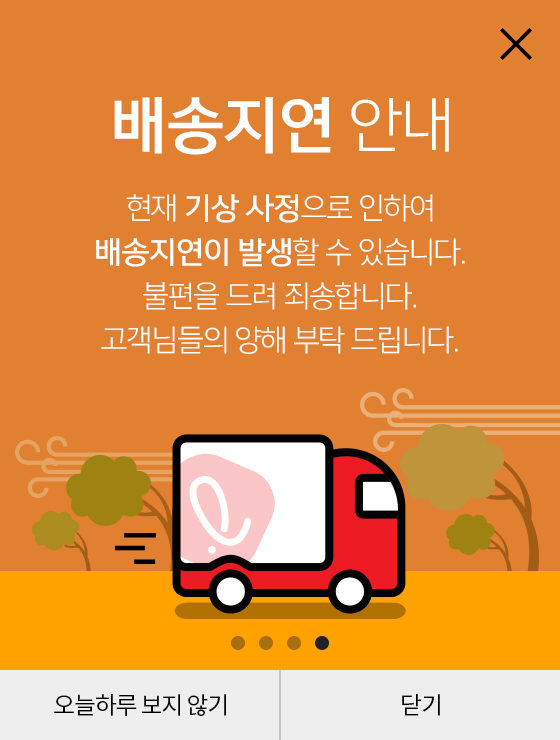 배송지연 안내
현재 기상 사정으로 인하여
배송지연이 발생할 수 있습니다.
불편을 드려 죄송합니다.
고객님들의 양해 부탁 드립니다.
오늘하루 보지 않기
닫기